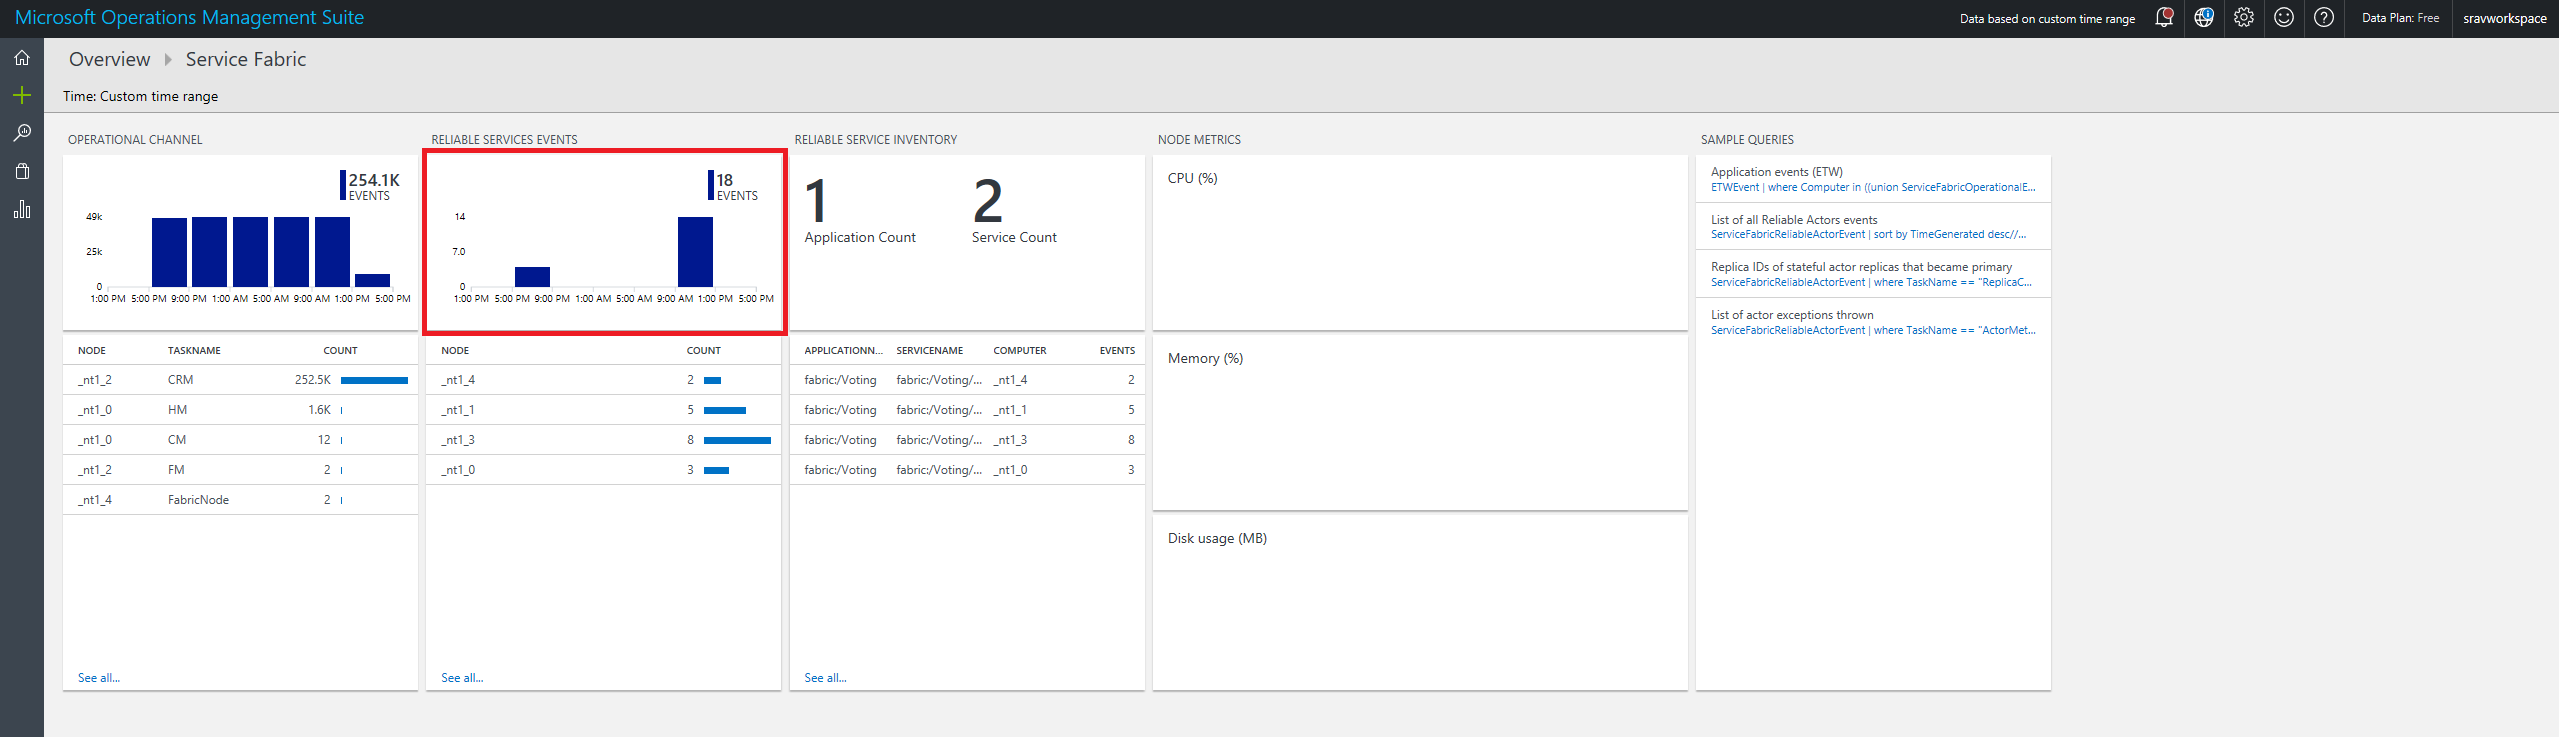 Microsoft Operations Management Suite
Data based on custom time range
Data Plan: Free
sravworkspace
Overview
Service Fabric
Time: Custom time range
OPERATIONAL CHANNEL
254.1K
EVENTS
49k
25k
0
1:00 PM 5:00 PM 9:00 PM 1:00 AM 5:00 AM 9:00 AM 1:00 PM 5:00 PM
NODE TASKNAME COUNT
_nt1_2 CRM 252.5K
_nt1_0 HM 1.6K
_nt1_0 CM 12
_nt1_2 FM 2
_nt1_4 FabricNode 2
See all...
RELIABLE SERVICES EVENTS
18
EVENTS
14
7.0
0
1:00 PM 5:00 PM 9:00 PM 1:00 AM 5:00 AM 9:00 AM 1:00 PM 5:00 PM
NODE COUNT
_nt1_4 2
_nt1_1 5
_nt1_3 8
_nt1_0 3
See all...
RELIABLE SERVICE INVENTORY
1 2
Application Count Service Count
APPLICATIONN... SERVICENAME COMPUTER EVENTS
fabric:/Voting fabric:/Voting/... _nt1_4 2
fabric:/Voting fabric:/Voting/... _nt1_1 5
fabric:/Voting fabric:/Voting/... _nt1_3 8
fabric:/Voting fabric:/Voting/... _nt1_0 3
See all...
NODE METRICS
CPU (%)
Memory (%)
Disk usage (MB)
SAMPLE QUERIES
Application events (ETW)
ETWEvent | where Computer in ((union ServiceFabricOperationalE...
List of all Reliable Actors events
ServiceFabricReliableActorEvent | sort by TimeGenerated desc//...
Replica IDs of stateful actor replicas that became primary
ServiceFabricReliableActorEvent | where TaskName == "ReplicaC...
List of actor exceptions thrown
ServiceFabricReliableActorEvent | where TaskName == "ActorMet...